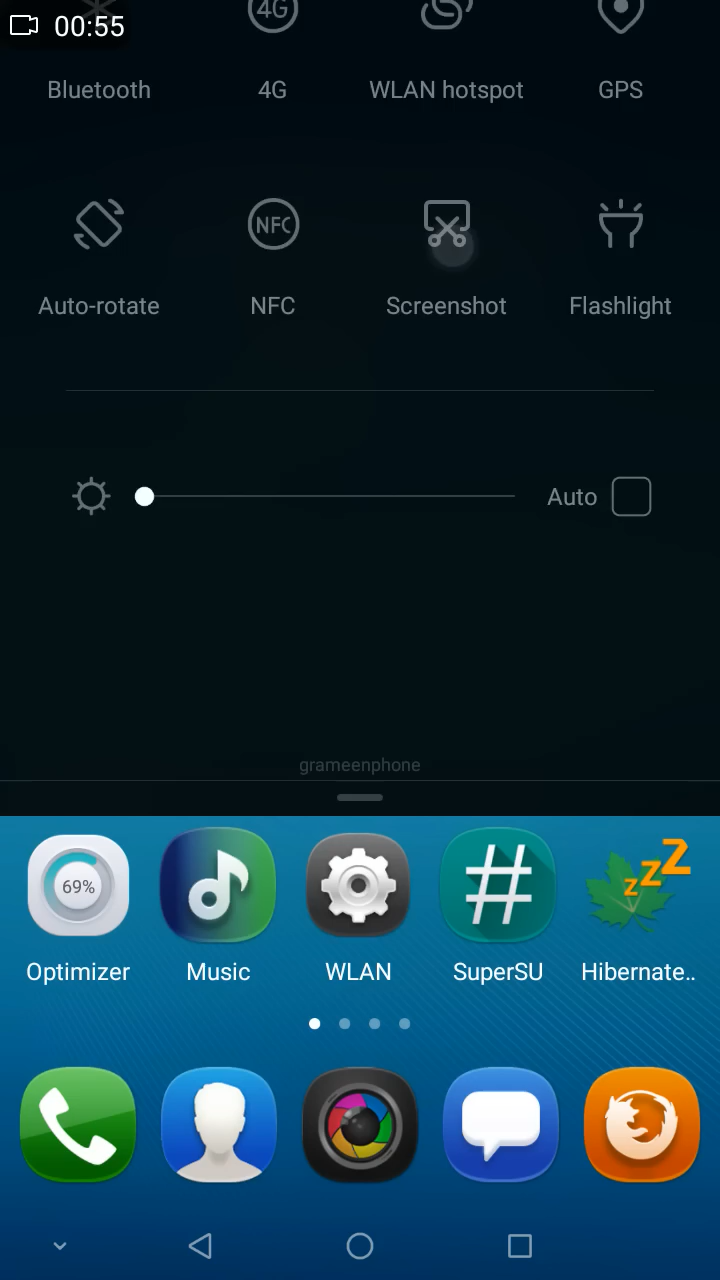 00:55
4G
Bluetooth 4G WLAN hotspot GPS
NFC
Auto-rotate NFC Screenshot Flashlight
Auto
grameenphone
69%
z z Z
Optimizer Music WLAN SuperSU Hibernate..